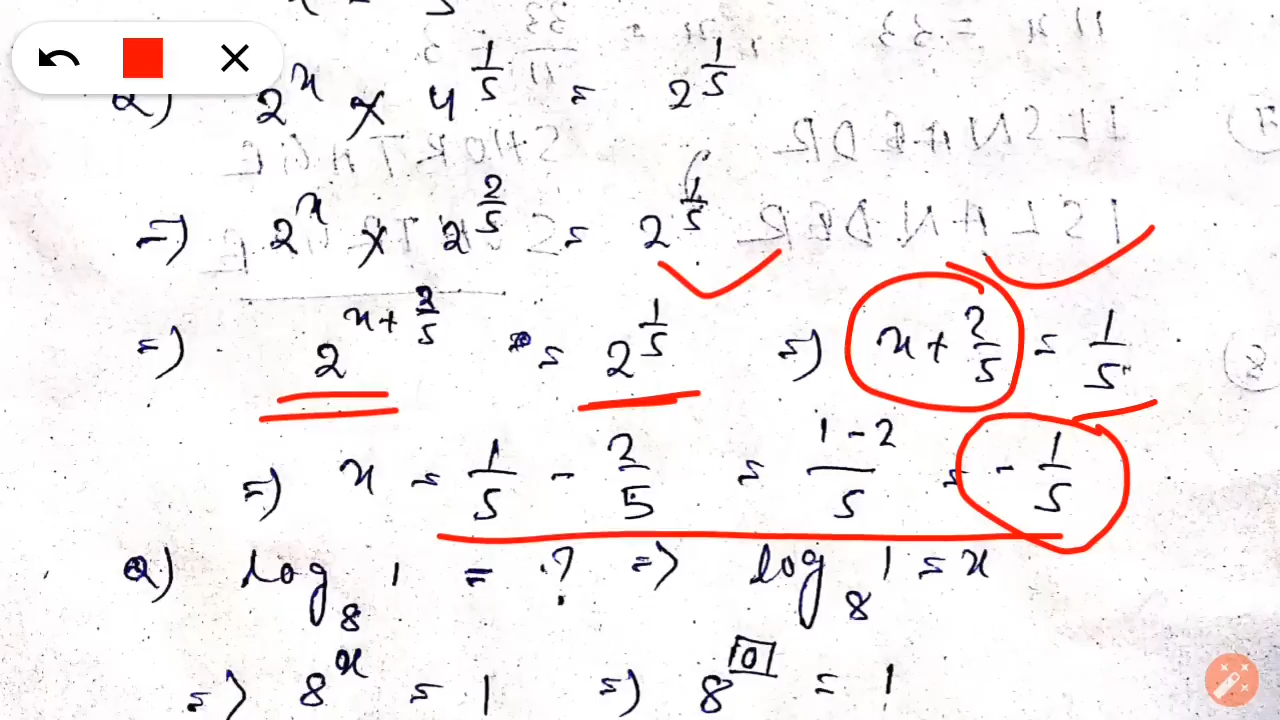 Q) 2^x × 4^(1/5) = 2^(1/5)
=) 2^x × 2^(2/5) = 2^(1/5)
=) 2^(x + 2/5) = 2^(1/5) =) x + 2/5 = 1/5
=) x = 1/5 - 2/5 = (1 - 2)/5 = - 1/5
Q) log_8 1 = ? => log_8 1 = x
=> 8^x = 1 =) 8^[0] = 1